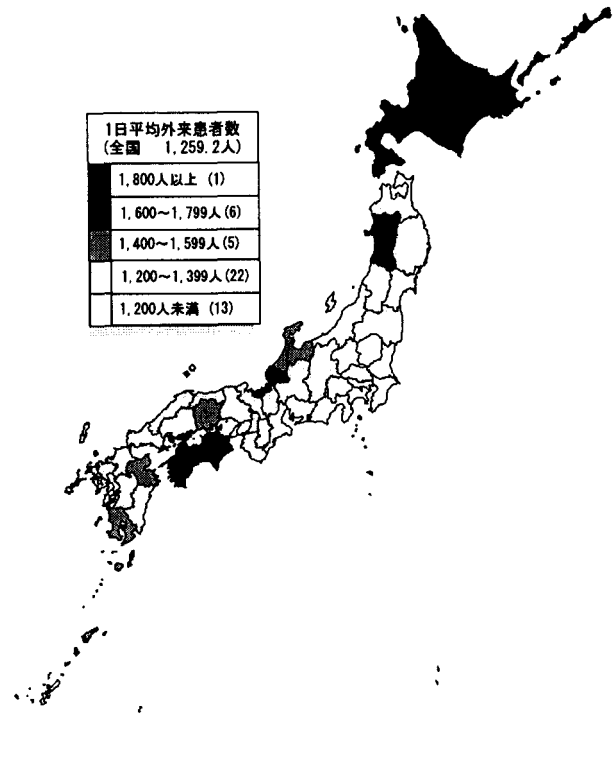 1日平均外来患者数
(全国 1,259.2人)
1,800人以上 (1)
1,600～1,799人(6)
1,400～1,599人(5)
1,200～1,399人(22)
1,200人未満 (13)